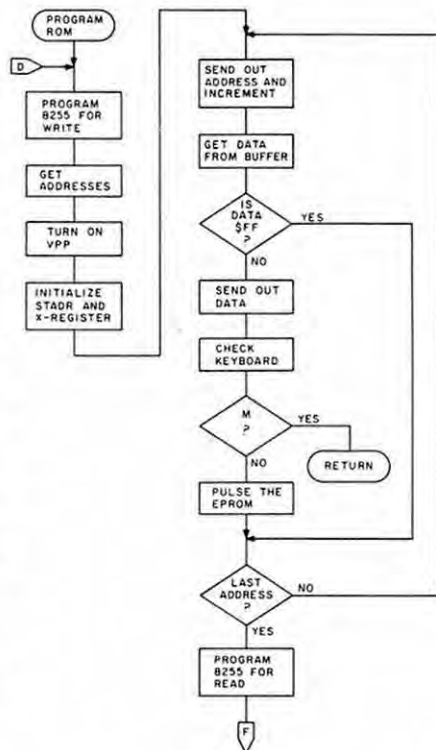 PROGRAM
ROM
D
PROGRAM
8255 FOR
WRITE
GET
ADDRESSES
TURN ON
VPP
INITIALIZE
STADR AND
X-REGISTER
SEND OUT
ADDRESS AND
INCREMENT
GET DATA
FROM BUFFER
IS
DATA
$FF
?
YES
NO
SEND OUT
DATA
CHECK
KEYBOARD
M
?
YES
RETURN
NO
PULSE THE
EPROM
LAST
ADDRESS
?
NO
YES
PROGRAM
8255 FOR
READ
F